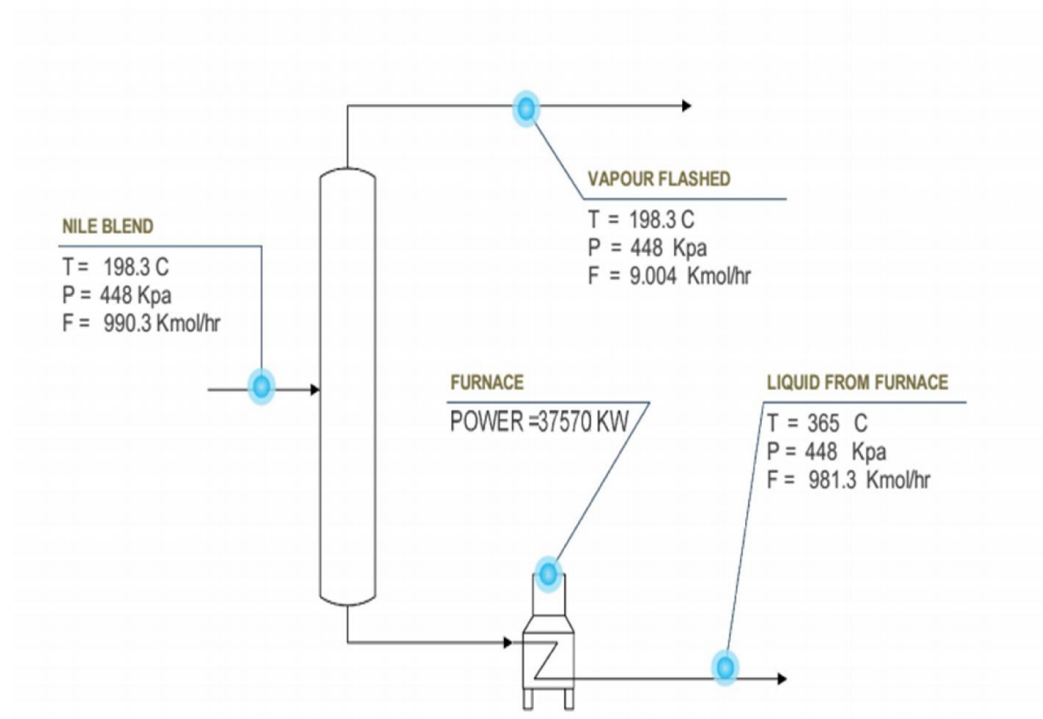 VAPOUR FLASHED
T = 198.3 C
P = 448 Kpa
F = 9.004 Kmol/hr
NILE BLEND
T = 198.3 C
P = 448 Kpa
F = 990.3 Kmol/hr
FURNACE
POWER =37570 KW
LIQUID FROM FURNACE
T = 365 C
P = 448 Kpa
F = 981.3 Kmol/hr